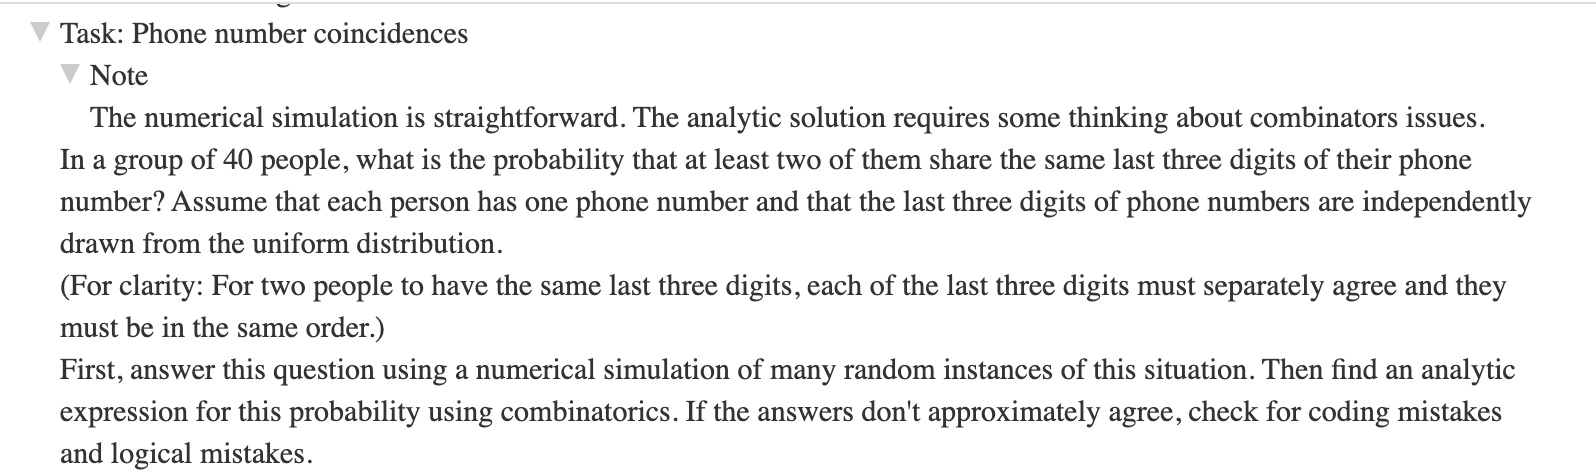 Task: Phone number coincidences
Note
The numerical simulation is straightforward. The analytic solution requires some thinking about combinators issues.
In a group of 40 people, what is the probability that at least two of them share the same last three digits of their phone
number? Assume that each person has one phone number and that the last three digits of phone numbers are independently
drawn from the uniform distribution.
(For clarity: For two people to have the same last three digits, each of the last three digits must separately agree and they
must be in the same order.)
First, answer this question using a numerical simulation of many random instances of this situation. Then find an analytic
expression for this probability using combinatorics. If the answers don't approximately agree, check for coding mistakes
and logical mistakes.